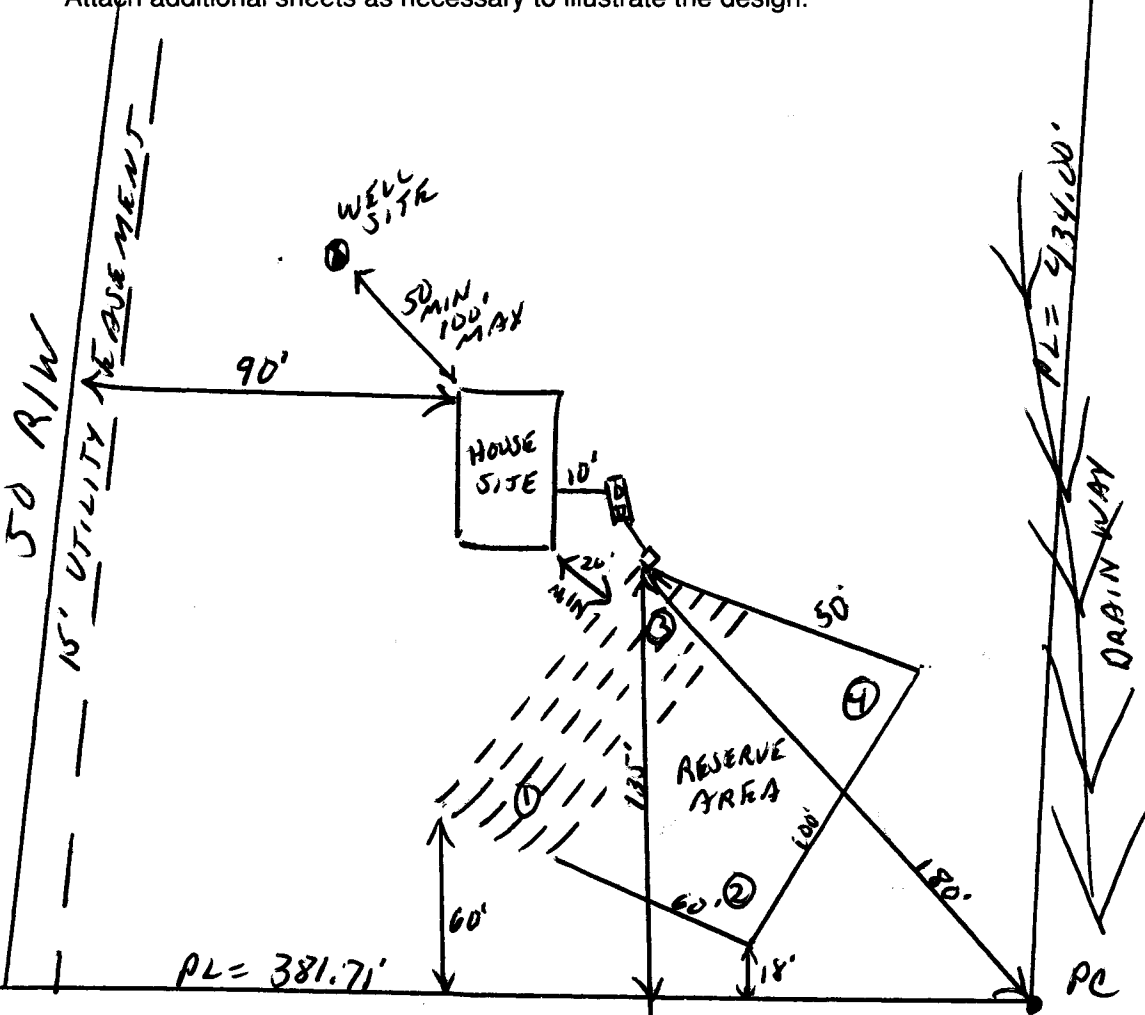 Attach additional sheets as necessary to illustrate the design.
WELL
SITE
50 MIN
100'
MAX
PL = 434.00'
50 R/W
15' UTILITY EASEMENT
90'
HOUSE
SITE
10'
20'
MIN
3
50'
4
DRAIN WAY
RESERVE
AREA
135'
1
100'
180'
60'
2
60'
18'
PL = 381.71'
PC